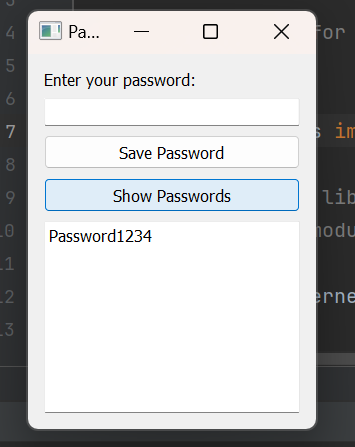 3
Pa...
4
for
5
Enter your password:
6
7
s im
Save Password
8
9
Show Passwords
lib
10
modu
Password1234
11
12
erne
13